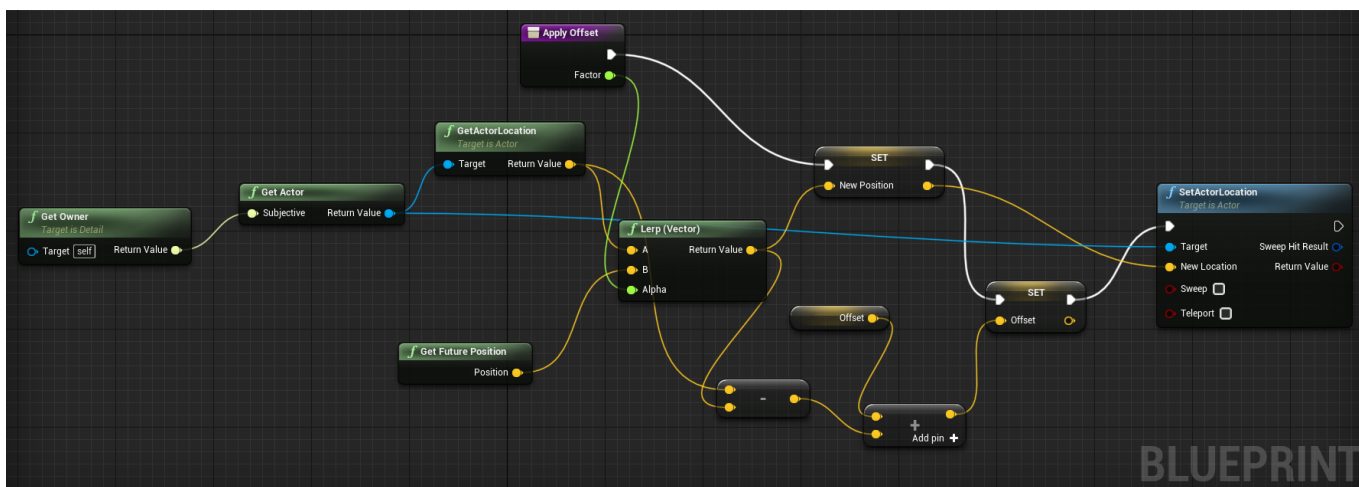 Apply Offset
Factor
f GetActorLocation
Target is Actor
Target Return Value
f Get Actor
Subjective Return Value
f Get Owner
Target is Detail
Target self Return Value
SET
New Position
f SetActorLocation
Target is Actor
Target Sweep Hit Result
New Location Return Value
Sweep
Teleport
f Lerp (Vector)
A Return Value
B
Alpha
SET
Offset
Offset
f Get Future Position
Position
-
+
Add pin +
BLUEPRINT